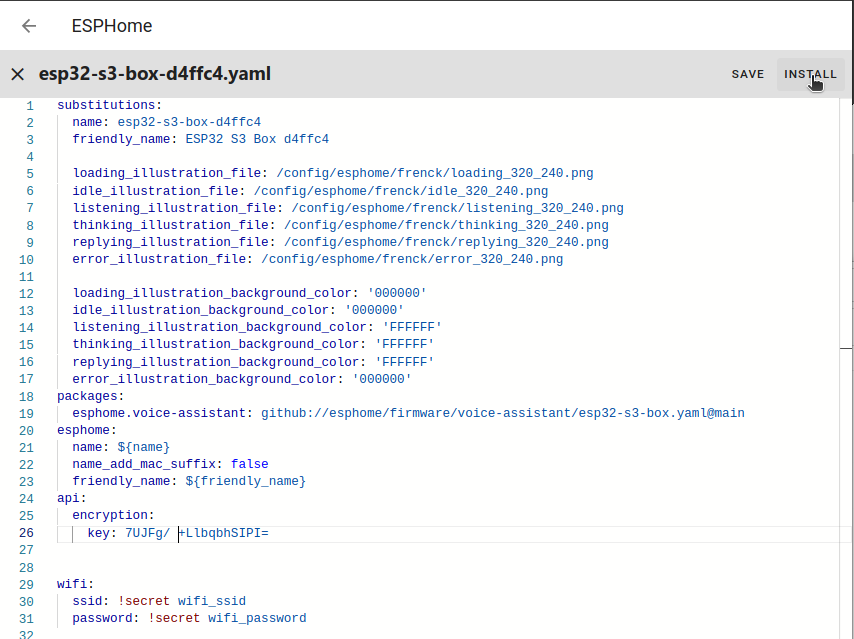 ESPHome
esp32-s3-box-d4ffc4.yaml SAVE INSTALL
1 substitutions:
2 name: esp32-s3-box-d4ffc4
3 friendly_name: ESP32 S3 Box d4ffc4
4
5 loading_illustration_file: /config/esphome/frenck/loading_320_240.png
6 idle_illustration_file: /config/esphome/frenck/idle_320_240.png
7 listening_illustration_file: /config/esphome/frenck/listening_320_240.png
8 thinking_illustration_file: /config/esphome/frenck/thinking_320_240.png
9 replying_illustration_file: /config/esphome/frenck/replying_320_240.png
10 error_illustration_file: /config/esphome/frenck/error_320_240.png
11
12 loading_illustration_background_color: '000000'
13 idle_illustration_background_color: '000000'
14 listening_illustration_background_color: 'FFFFFF'
15 thinking_illustration_background_color: 'FFFFFF'
16 replying_illustration_background_color: 'FFFFFF'
17 error_illustration_background_color: '000000'
18 packages:
19 esphome.voice-assistant: github://esphome/firmware/voice-assistant/esp32-s3-box.yaml@main
20 esphome:
21 name: ${name}
22 name_add_mac_suffix: false
23 friendly_name: ${friendly_name}
24 api:
25 encryption:
26 key: 7UJFg/ +LlbqbhSIPI=
27
28
29 wifi:
30 ssid: !secret wifi_ssid
31 password: !secret wifi_password
32